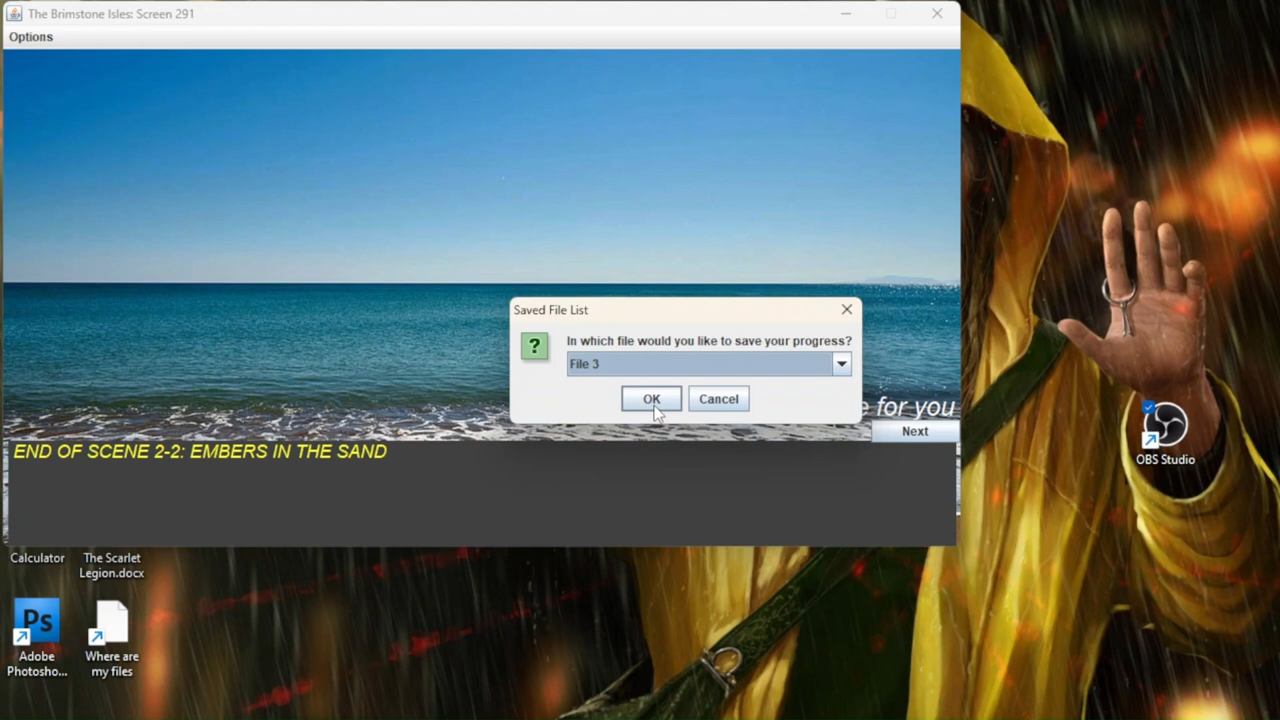 The Brimstone Isles: Screen 291
Options
Saved File List
?
In which file would you like to save your progress?
File 3
OK
Cancel
for you
Next
END OF SCENE 2-2: EMBERS IN THE SAND
OBS Studio
Calculator
The Scarlet
Legion.docx
Ps
Adobe
Photosho...
Where are
my files